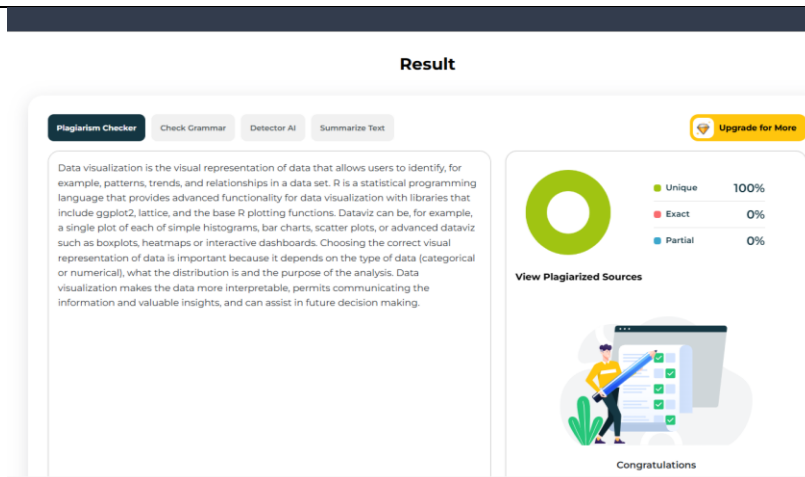 Result
Plagiarism Checker
Check Grammar
Detector AI
Summarize Text
Upgrade for More
Data visualization is the visual representation of data that allows users to identify, for
example, patterns, trends, and relationships in a data set. R is a statistical programming
language that provides advanced functionality for data visualization with libraries that
include ggplot2, lattice, and the base R plotting functions. Dataviz can be, for example,
a single plot of each of simple histograms, bar charts, scatter plots, or advanced dataviz
such as boxplots, heatmaps or interactive dashboards. Choosing the correct visual
representation of data is important because it depends on the type of data (categorical
or numerical), what the distribution is and the purpose of the analysis. Data
visualization makes the data more interpretable, permits communicating the
information and valuable insights, and can assist in future decision making.
Unique 100%
Exact 0%
Partial 0%
View Plagiarized Sources
Congratulations